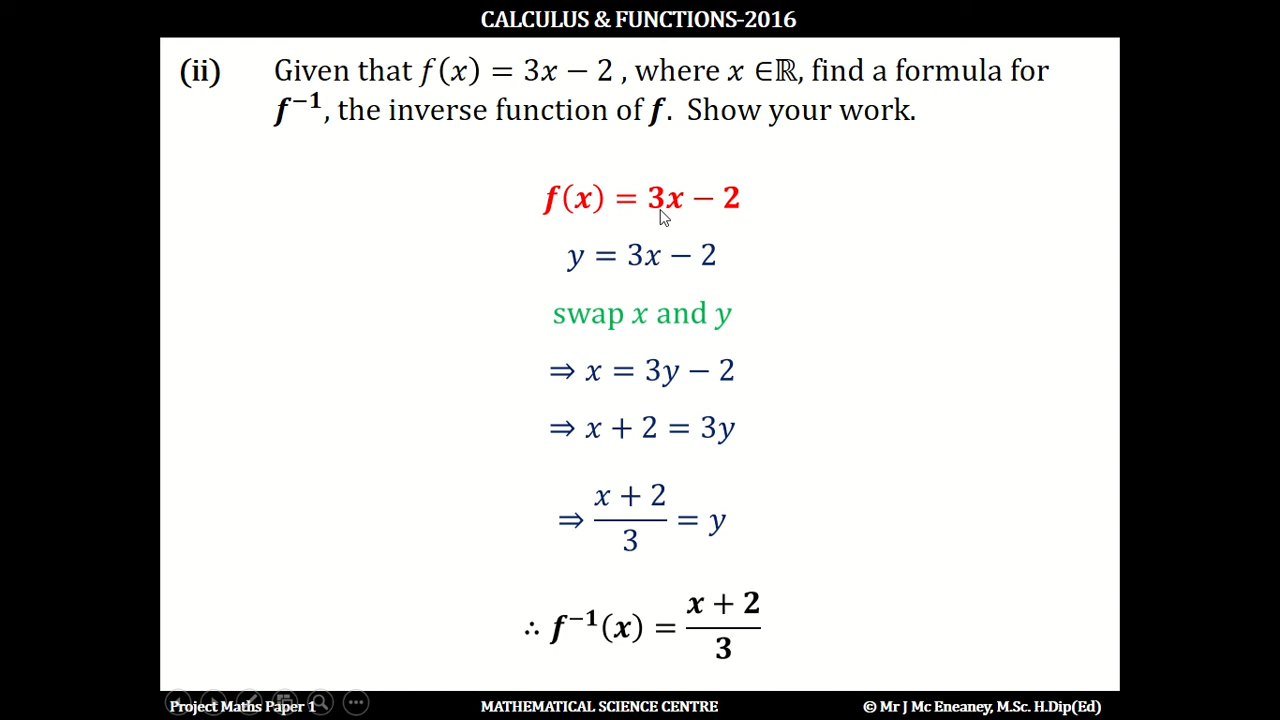 CALCULUS & FUNCTIONS-2016
(ii) Given that f(x) = 3x − 2 , where x ∈ℝ, find a formula for
f⁻¹, the inverse function of f. Show your work.
f(x) = 3x − 2
y = 3x − 2
swap x and y
⇒ x = 3y − 2
⇒ x + 2 = 3y
⇒ (x + 2)/3 = y
∴ f⁻¹(x) = (x + 2)/3
Project Maths Paper 1 MATHEMATICAL SCIENCE CENTRE © Mr J Mc Eneaney, M.Sc. H.Dip(Ed)